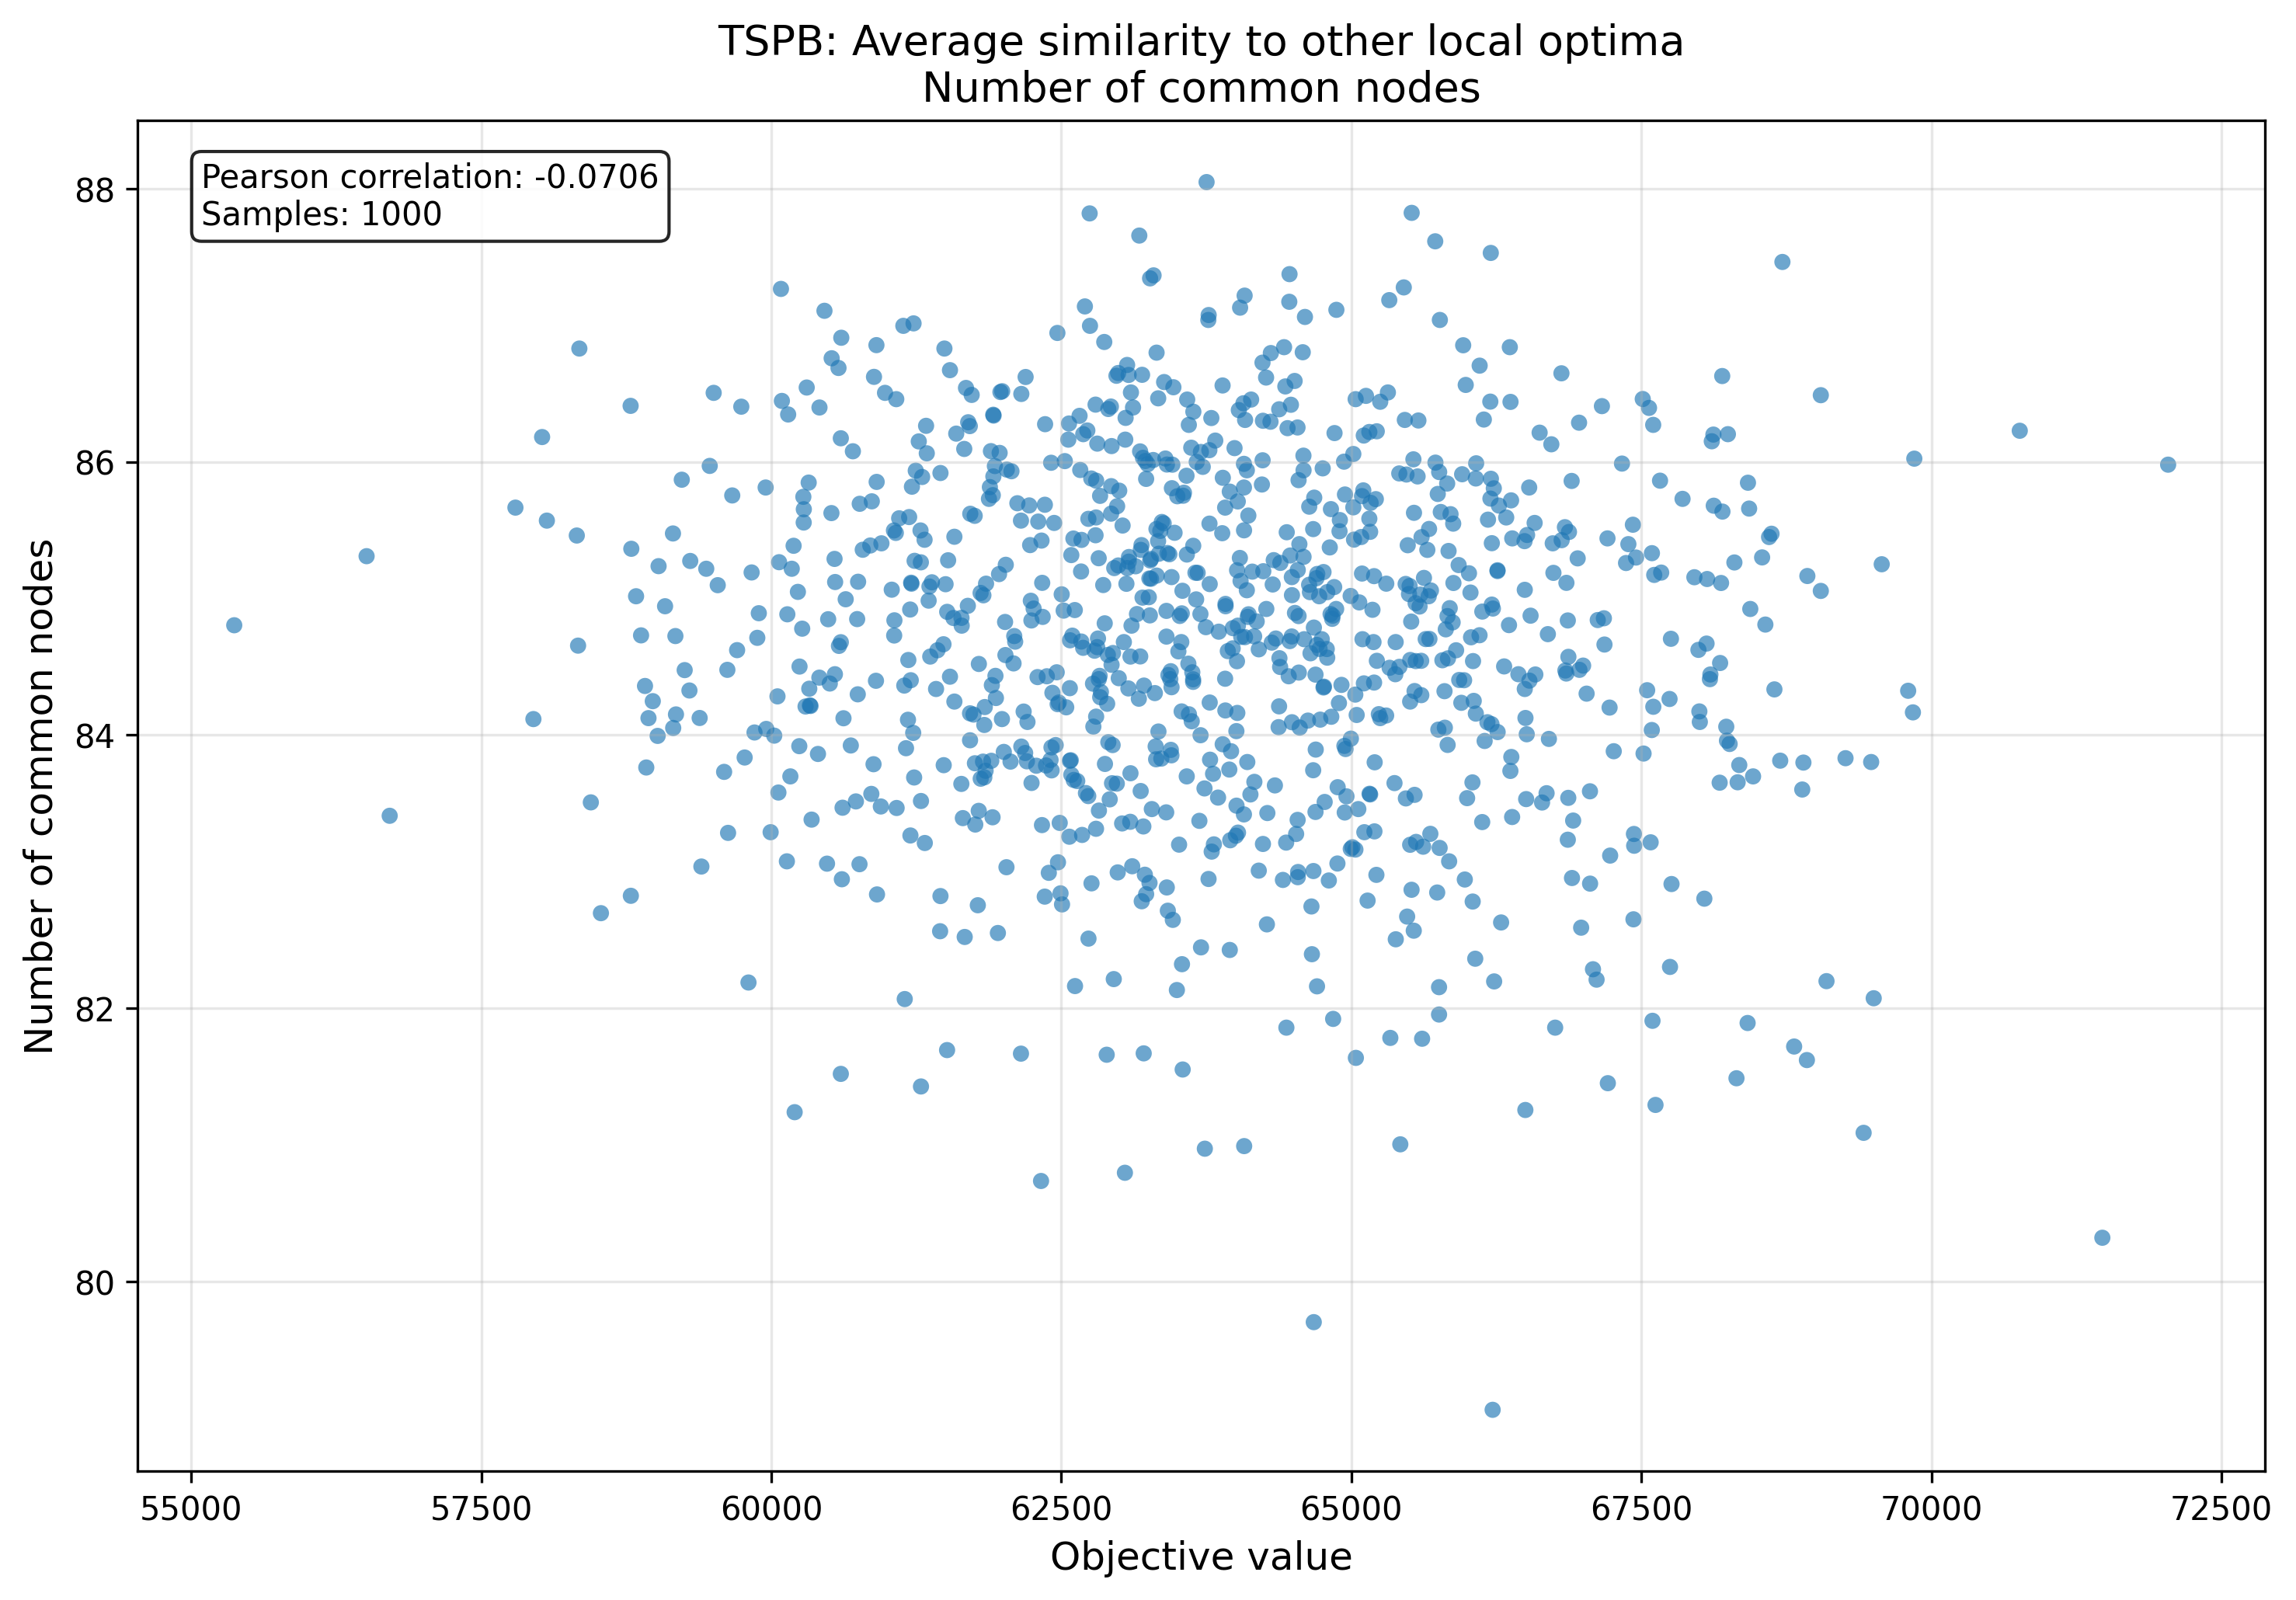 TSPB: Average similarity to other local optima
Number of common nodes
Pearson correlation: -0.0706
Samples: 1000
Number of common nodes
88
86
84
82
80
55000 57500 60000 62500 65000 67500 70000 72500
Objective value